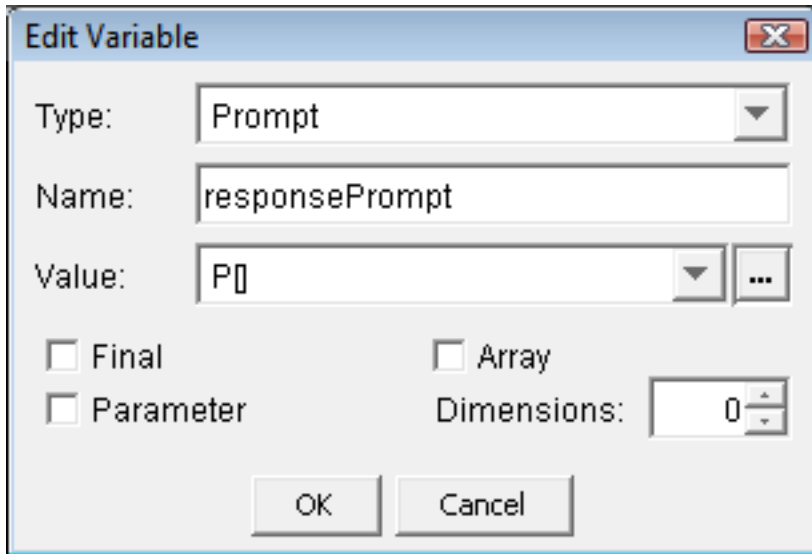 Edit Variable
Type: Prompt
Name: responsePrompt
Value: P[] ...
Final Array
Parameter Dimensions: 0
OK Cancel